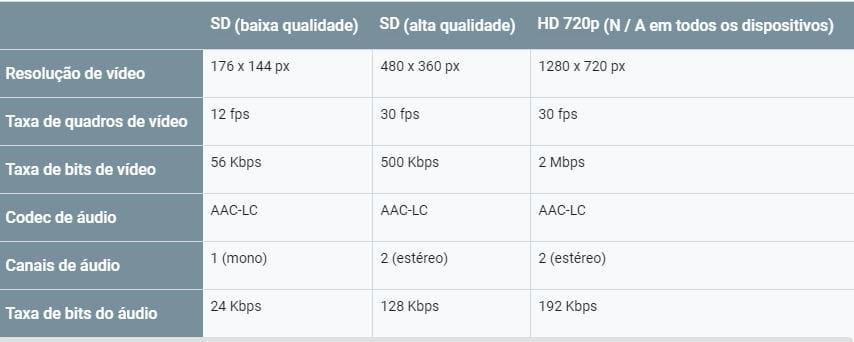 SD (baixa qualidade) SD (alta qualidade) HD 720p (N / A em todos os dispositivos)
Resolução de vídeo 176 x 144 px 480 x 360 px 1280 x 720 px
Taxa de quadros de vídeo 12 fps 30 fps 30 fps
Taxa de bits de vídeo 56 Kbps 500 Kbps 2 Mbps
Codec de áudio AAC-LC AAC-LC AAC-LC
Canais de áudio 1 (mono) 2 (estéreo) 2 (estéreo)
Taxa de bits do áudio 24 Kbps 128 Kbps 192 Kbps